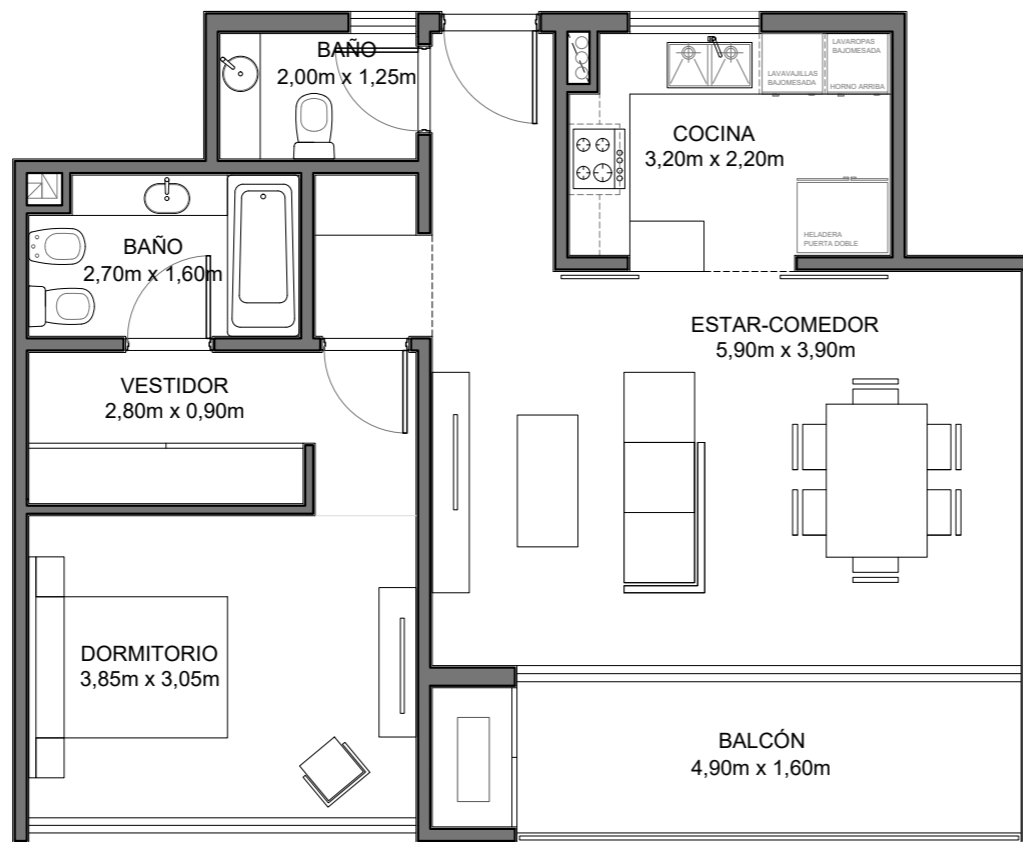 BAÑO
2,00m x 1,25m
LAVAROPAS
BAJOMESADA
LAVAVAJILLAS
BAJOMESADA
HORNO ARRIBA
COCINA
3,20m x 2,20m
HELADERA
PUERTA DOBLE
BAÑO
2,70m x 1,60m
ESTAR-COMEDOR
5,90m x 3,90m
VESTIDOR
2,80m x 0,90m
DORMITORIO
3,85m x 3,05m
BALCÓN
4,90m x 1,60m